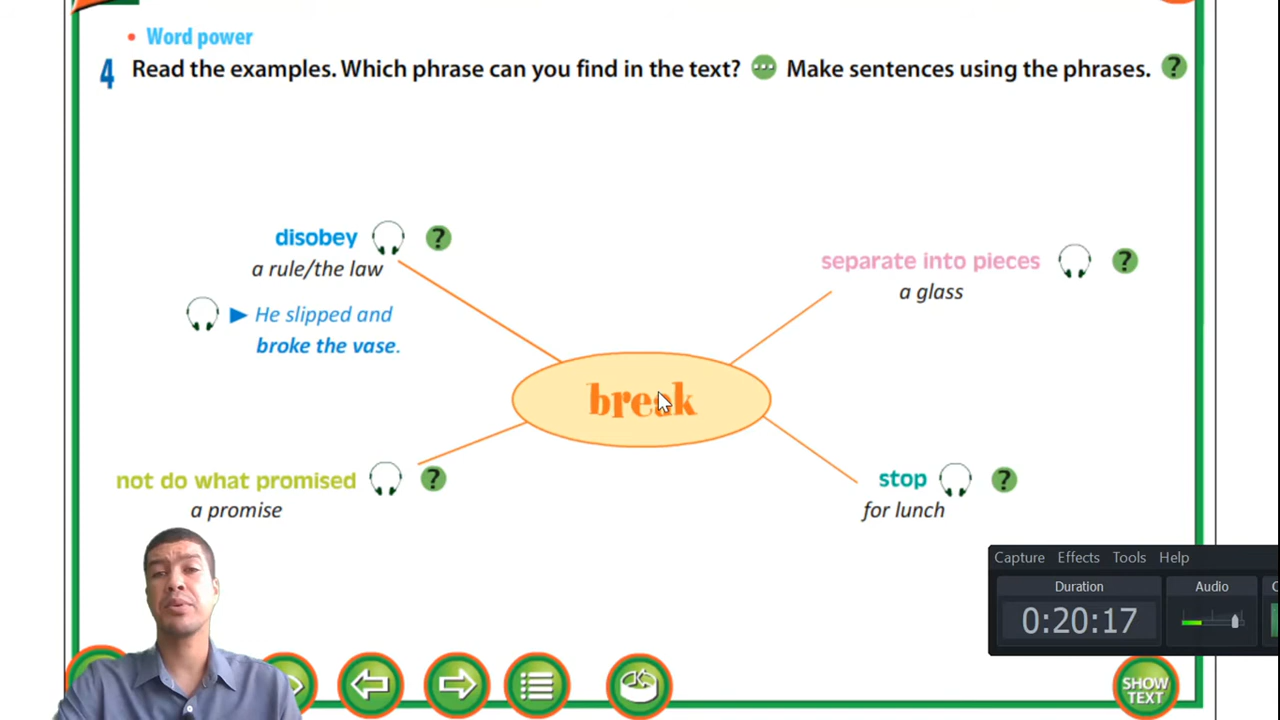 Word power
4 Read the examples. Which phrase can you find in the text? ... Make sentences using the phrases. ?
disobey ?
a rule/the law
He slipped and
broke the vase.
separate into pieces ?
a glass
break
not do what promised ?
a promise
stop ?
for lunch
Capture Effects Tools Help
Duration Audio
0:20:17
SHOW
TEXT